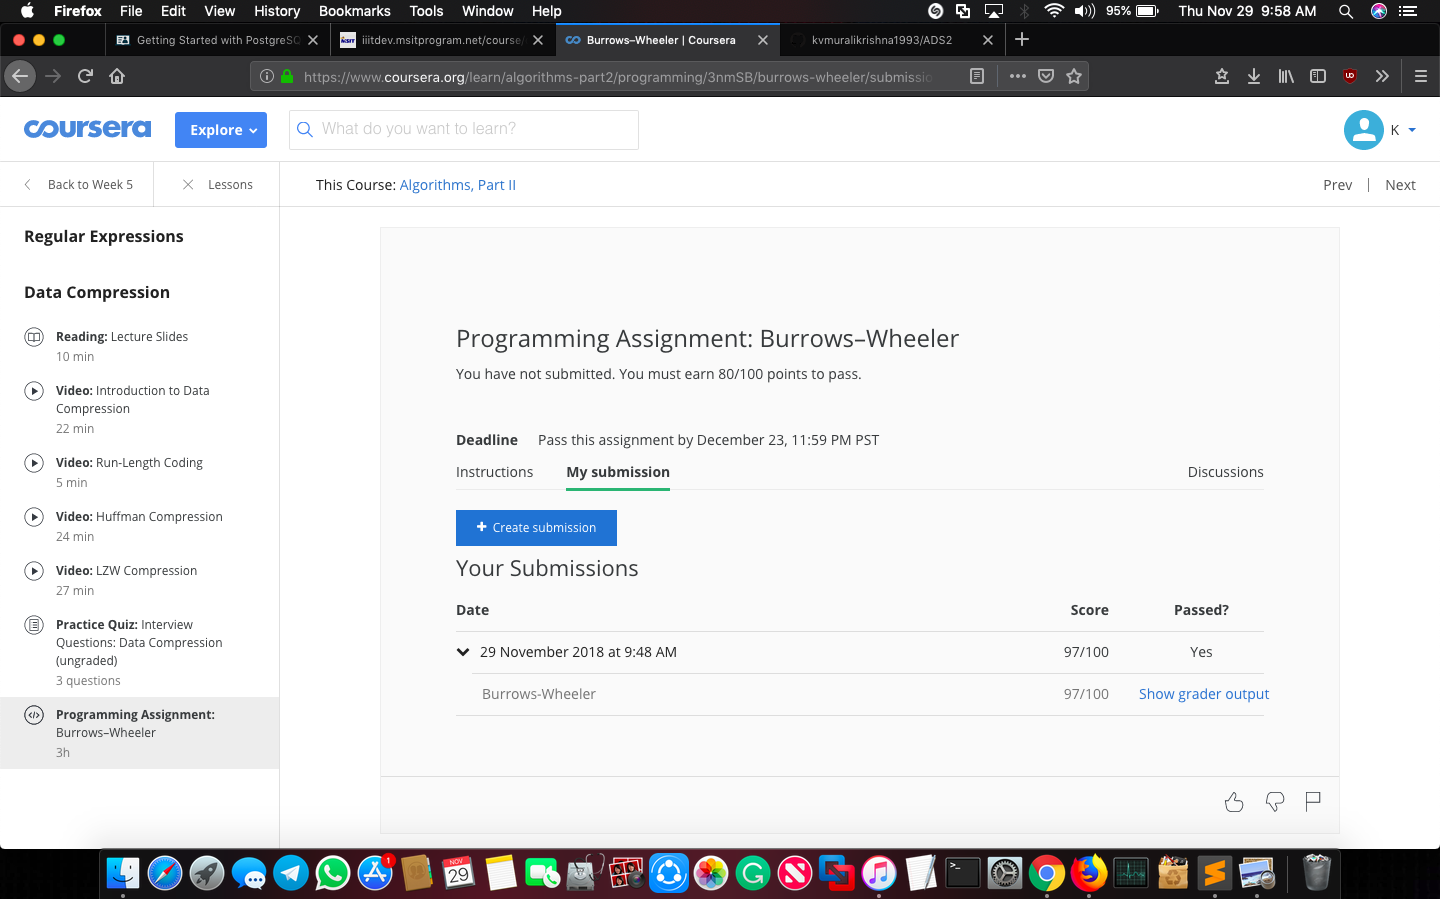 Firefox File Edit View History Bookmarks Tools Window Help 95% Thu Nov 29 9:58 AM
Getting Started with PostgreSQ iiitdev.msitprogram.net/course/ Burrows–Wheeler | Coursera kvmuralikrishna1993/ADS2
https://www.coursera.org/learn/algorithms-part2/programming/3nmSB/burrows-wheeler/submissio
coursera Explore What do you want to learn? K
Back to Week 5 Lessons This Course: Algorithms, Part II Prev | Next
Regular Expressions
Data Compression
Reading: Lecture Slides
10 min
Video: Introduction to Data
Compression
22 min
Video: Run-Length Coding
5 min
Video: Huffman Compression
24 min
Video: LZW Compression
27 min
Practice Quiz: Interview
Questions: Data Compression
(ungraded)
3 questions
Programming Assignment:
Burrows–Wheeler
3h
Programming Assignment: Burrows–Wheeler
You have not submitted. You must earn 80/100 points to pass.
Deadline Pass this assignment by December 23, 11:59 PM PST
Instructions My submission Discussions
+ Create submission
Your Submissions
Date Score Passed?
29 November 2018 at 9:48 AM 97/100 Yes
Burrows-Wheeler 97/100 Show grader output
1
NOV
29